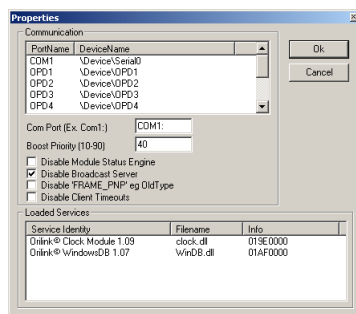 Properties
Communication
PortName DeviceName
COM1 \Device\Serial0
OPD1 \Device\OPD1
OPD2 \Device\OPD2
OPD3 \Device\OPD3
OPD4 \Device\OPD4
Ok
Cancel
Com Port (Ex. Com1:) COM1:
Boost Priority (10-90) 40
Disable Module Status Engine
Disable Broadcast Server
Disable 'FRAME_PNP' eg OldType
Disable Client Timeouts
Loaded Services
Service Identity Filename Info
Orilink© Clock Module 1.09 clock.dll 019E0000
Orilink© WindowsDB 1.07 WinDB.dll 01AF0000